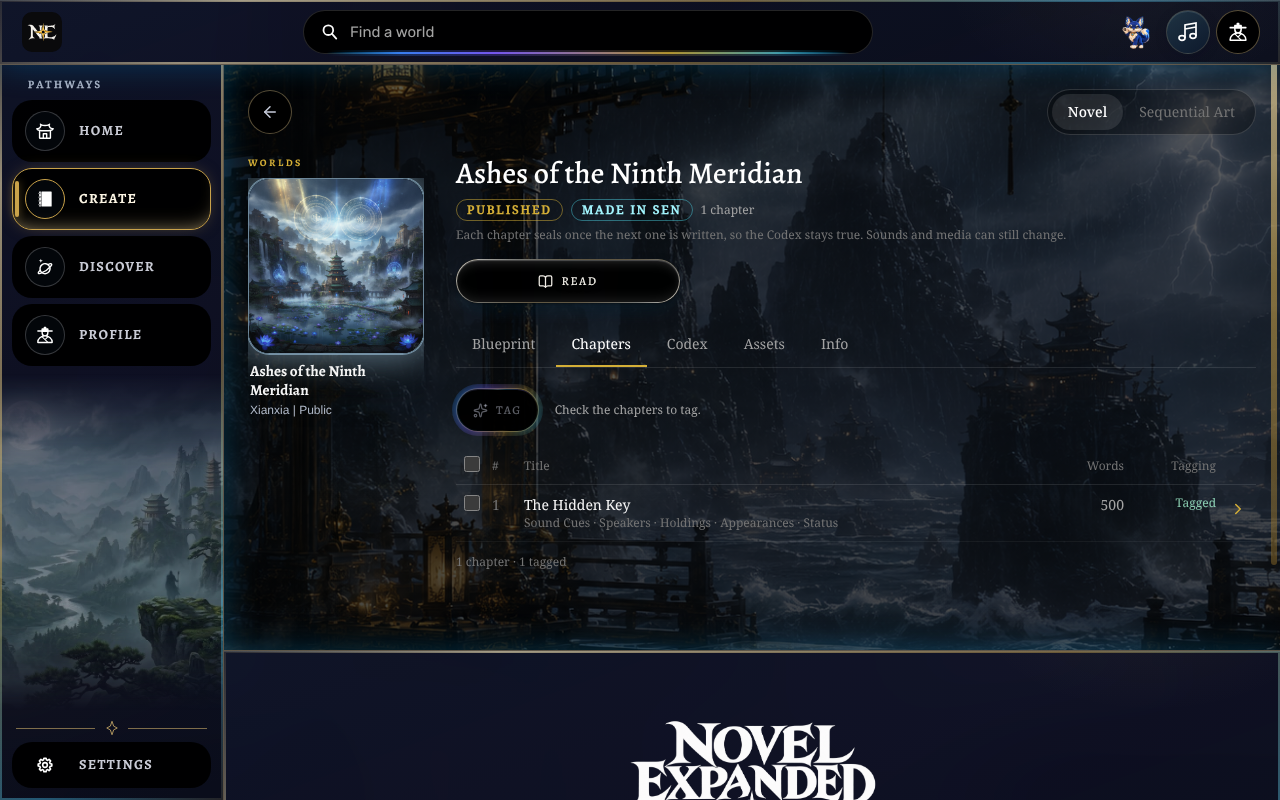 NE
Find a world
PATHWAYS
HOME
CREATE
DISCOVER
PROFILE
SETTINGS
Novel
Sequential Art
WORLDS
Ashes of the Ninth
Meridian
Xianxia | Public
Ashes of the Ninth Meridian
PUBLISHED
MADE IN SEN
1 chapter
Each chapter seals once the next one is written, so the Codex stays true. Sounds and media can still change.
READ
Blueprint
Chapters
Codex
Assets
Info
TAG
Check the chapters to tag.
# Title Words Tagging
1 The Hidden Key 500 Tagged
Sound Cues · Speakers · Holdings · Appearances · Status
1 chapter · 1 tagged
NOVEL
EXPANDED